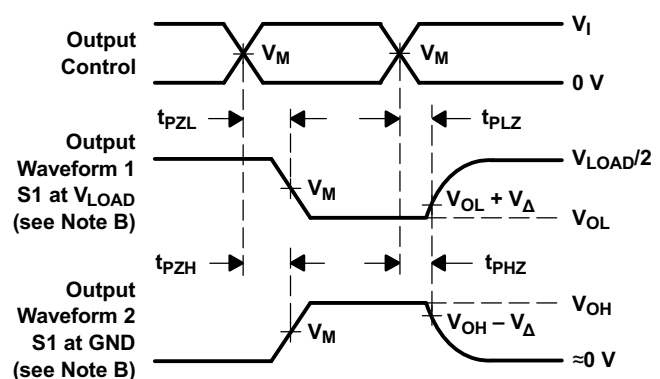 Output
Control
V_M
V_M
V_I
0 V
t_PZL
t_PLZ
Output
Waveform 1
S1 at V_LOAD
(see Note B)
V_M
V_OL + V_Δ
V_LOAD/2
V_OL
t_PZH
t_PHZ
Output
Waveform 2
S1 at GND
(see Note B)
V_M
V_OH – V_Δ
V_OH
≈0 V